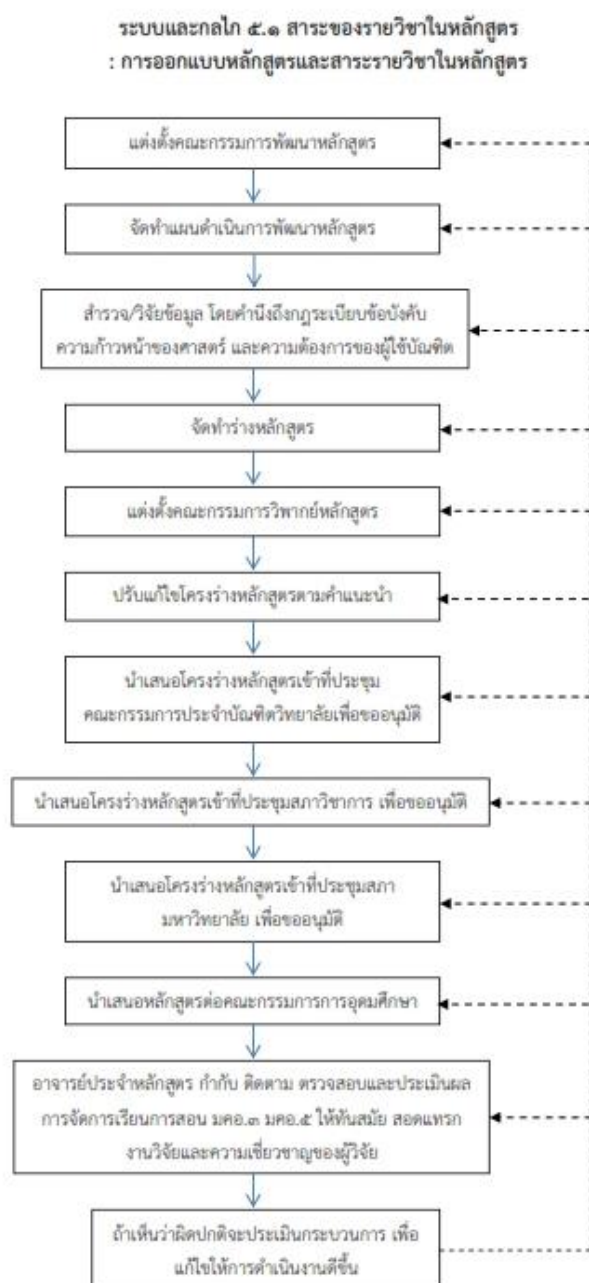 ระบบและกลไก ๕.๑ สาระของรายวิชาในหลักสูตร
: การออกแบบหลักสูตรและสาระรายวิชาในหลักสูตร
แต่งตั้งคณะกรรมการพัฒนาหลักสูตร
จัดทำแผนดำเนินการพัฒนาหลักสูตร
สำรวจ/วิจัยข้อมูล โดยคำนึงถึงกฎระเบียบข้อบังคับ
ความก้าวหน้าของศาสตร์ และความต้องการของผู้ใช้บัณฑิต
จัดทำร่างหลักสูตร
แต่งตั้งคณะกรรมการวิพากย์หลักสูตร
ปรับแก้ไขโครงร่างหลักสูตรตามคำแนะนำ
นำเสนอโครงร่างหลักสูตรเข้าที่ประชุม
คณะกรรมการประจำบัณฑิตวิทยาลัยเพื่อขออนุมัติ
นำเสนอโครงร่างหลักสูตรเข้าที่ประชุมสภาวิชาการ เพื่อขออนุมัติ
นำเสนอโครงร่างหลักสูตรเข้าที่ประชุมสภา
มหาวิทยาลัย เพื่อขออนุมัติ
นำเสนอหลักสูตรต่อคณะกรรมการการอุดมศึกษา
อาจารย์ประจำหลักสูตร กำกับ ติดตาม ตรวจสอบและประเมินผล
การจัดการเรียนการสอน มคอ.๓ มคอ.๕ ให้ทันสมัย สอดแทรก
งานวิจัยและความเชี่ยวชาญของผู้วิจัย
ถ้าเห็นว่าผิดปกติจะประเมินกระบวนการ เพื่อ
แก้ไขให้การดำเนินงานดีขึ้น